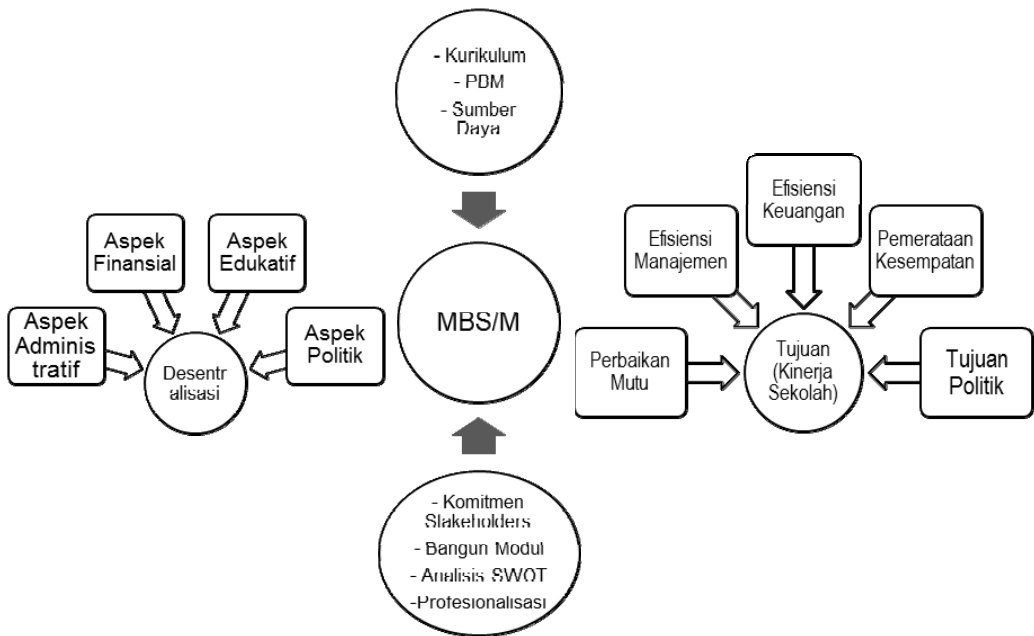 - Kurikulum
- PBM
- Sumber
Daya
Efisiensi
Keuangan
Efisiensi
Manajemen
Pemerataan
Kesempatan
Aspek
Finansial
Aspek
Edukatif
Aspek
Adminis
tratif
Aspek
Politik
Desentr
alisasi
MBS/M
Perbaikan
Mutu
Tujuan
(Kinerja
Sekolah)
Tujuan
Politik
- Komitmen
Stakeholders
- Bangun Modul
- Analisis SWOT
-Profesionalisasi